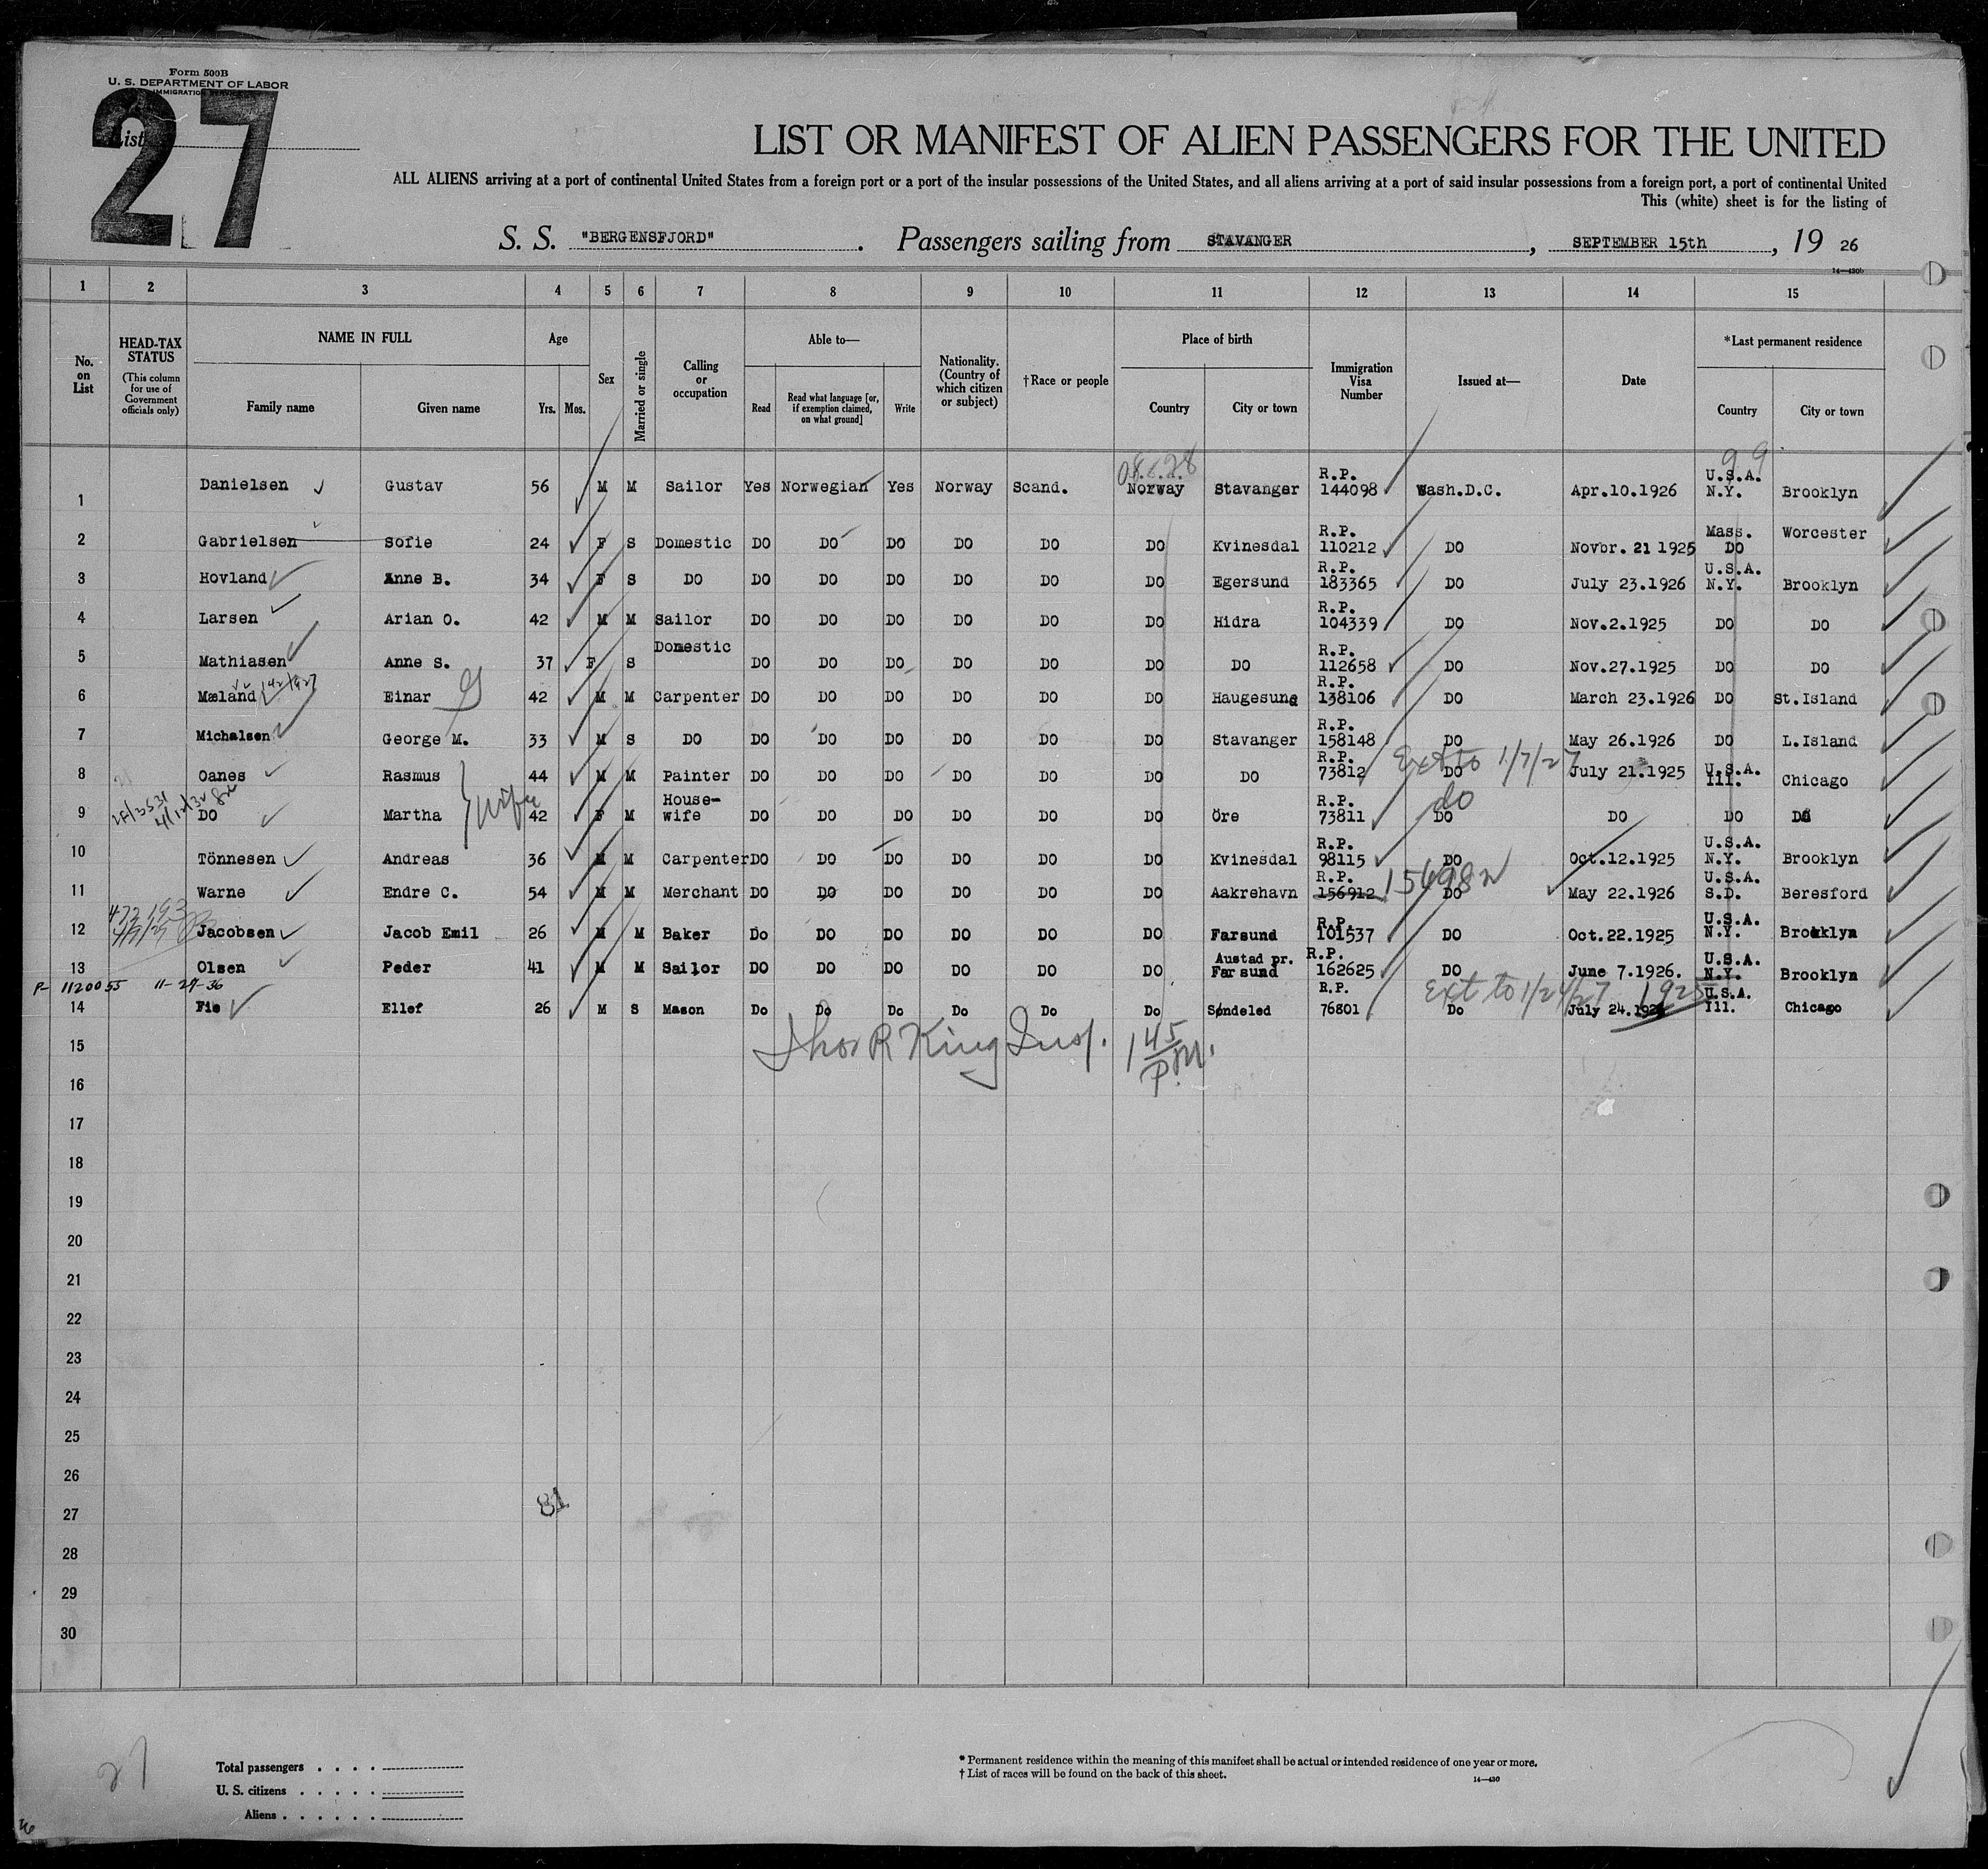 Form 500B
U. S. DEPARTMENT OF LABOR
IMMIGRATION SERVICE
27
List
LIST OR MANIFEST OF ALIEN PASSENGERS FOR THE UNITED
ALL ALIENS arriving at a port of continental United States from a foreign port or a port of the insular possessions of the United States, and all aliens arriving at a port of said insular possessions from a foreign port, a port of continental United
This (white) sheet is for the listing of
S. S. "BERGENSFJORD" . Passengers sailing from STAVANGER , SEPTEMBER 15th , 19 26
14—430b
1 2 3 4 5 6 7 8 9 10 11 12 13 14 15
No. on List
HEAD-TAX STATUS (This column for use of Government officials only)
NAME IN FULL Family name Given name
Age Yrs. Mos.
Sex
Married or single
Calling or occupation
Able to— Read Read what language [or, if exemption claimed, on what ground] Write
Nationality. (Country of which citizen or subject)
†Race or people
Place of birth Country City or town
Immigration Visa Number
Issued at—
Date
*Last permanent residence Country City or town
99
1 Danielsen Gustav 56 M M Sailor Yes Norwegian Yes Norway Scand. Norway Stavanger R.P. 144098 Wash.D.C. Apr.10.1926 U.S.A. N.Y. Brooklyn
2 Gabrielsen Sofie 24 F S Domestic DO DO DO DO DO DO Kvinesdal R.P. 110212 DO Novbr. 21 1925 Mass. DO Worcester
3 Hovland Anne B. 34 F S DO DO DO DO DO DO DO Egersund R.P. 183365 DO July 23.1926 U.S.A. N.Y. Brooklyn
4 Larsen Arian O. 42 M M Sailor DO DO DO DO DO DO Hidra R.P. 104339 DO Nov.2.1925 DO DO
5 Mathiasen Anne S. 37 F S Domestic DO DO DO DO DO DO DO R.P. 112658 DO Nov.27.1925 DO DO
6 Mæland Einar 42 M M Carpenter DO DO DO DO DO DO Haugesund R.P. 138106 DO March 23.1926 DO St.Island
7 Michalsen George M. 33 M S DO DO DO DO DO DO DO Stavanger R.P. 158148 DO May 26.1926 DO L.Island
8 Oanes Rasmus 44 M M Painter DO DO DO DO DO DO DO R.P. 73812 DO Ext to 1/7/27 July 21.1925 U.S.A. Ill. Chicago
9 DO Martha wife 42 F M House-wife DO DO DO DO DO DO Öre R.P. 73811 DO do DO DO DO
10 Tönnesen Andreas 36 M M Carpenter DO DO DO DO DO DO Kvinesdal R.P. 98115 DO Oct.12.1925 U.S.A. N.Y. Brooklyn
11 Warne Endre C. 54 M M Merchant DO DO DO DO DO DO Aakrehavn R.P. 156912 156982 DO May 22.1926 U.S.A. S.D. Beresford
12 Jacobsen Jacob Emil 26 M M Baker Do DO DO DO DO DO Farsund R.P. 101537 DO Oct.22.1925 U.S.A. N.Y. Brooklyn
13 Olsen Peder 41 M M Sailor DO DO DO DO DO DO Austad pr. Farsund R.P. 162625 DO June 7.1926. U.S.A. N.Y. Brooklyn
P- 1120055 11-27-36
14 Fie Ellef 26 M S Mason Do Do Do Do Do Do Søndeled R.P. 76801 Do Ext to 1/24/27 July 24. 1925 U.S.A. Ill. Chicago
15 Thos R King Insp. 1 45 P.M.
16
17
18
19
20
21
22
23
24
25
26
27
28
29
30
81
27
Total passengers
U. S. citizens
Aliens
* Permanent residence within the meaning of this manifest shall be actual or intended residence of one year or more.
† List of races will be found on the back of this sheet.
14—430